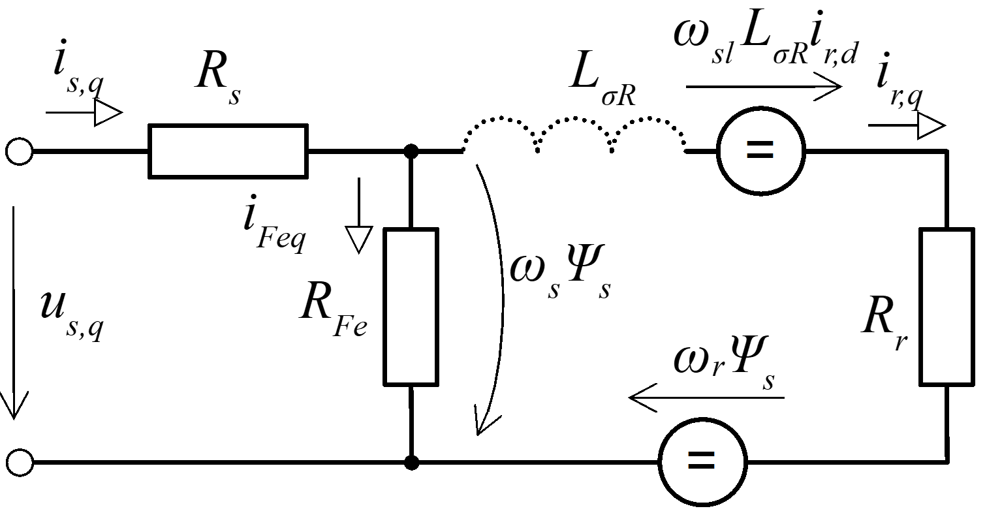 i_{s,q}
R_s
L_{σR}
ω_{sl} L_{σR} i_{r,d}
i_{r,q}
=
i_{Feq}
u_{s,q}
R_{Fe}
ω_s Ψ_s
R_r
ω_r Ψ_s
=